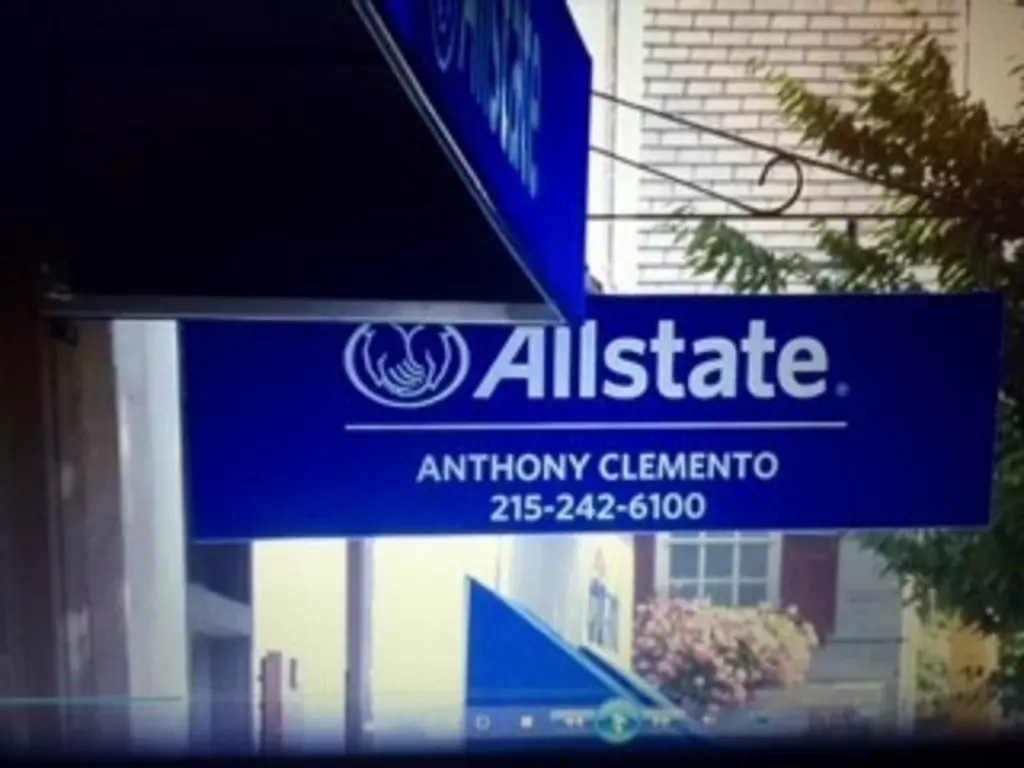 Allstate
ANTHONY CLEMENTO
215-242-6100